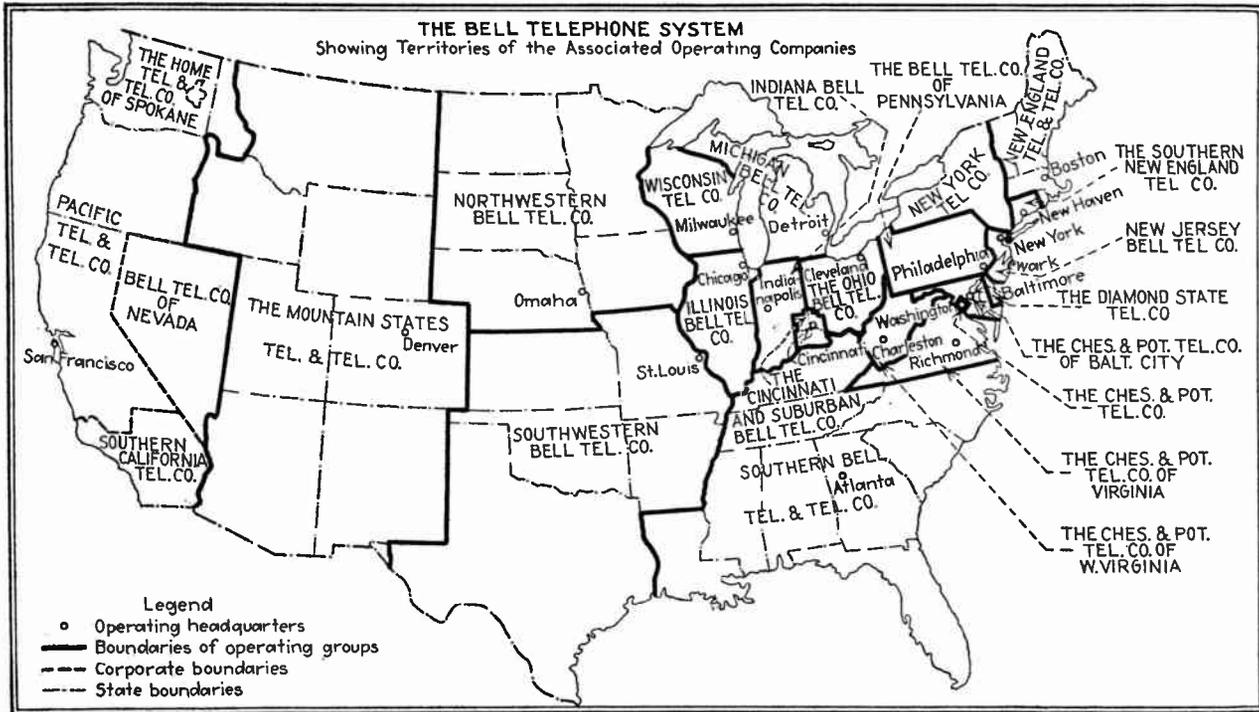 THE BELL TELEPHONE SYSTEM
Showing Territories of the Associated Operating Companies
THE HOME
TEL. &
TEL. CO.
OF SPOKANE
PACIFIC
TEL. &
TEL. CO.
BELL TEL. CO.
OF
NEVADA
San Francisco
SOUTHERN
CALIFORNIA
TEL. CO.
THE MOUNTAIN STATES
TEL. & TEL. CO.
Denver
NORTHWESTERN
BELL TEL. CO.
Omaha
SOUTHWESTERN
BELL TEL. CO.
St. Louis
WISCONSIN
TEL. CO.
Milwaukee
MICHIGAN
BELL TEL.
CO.
Detroit
Chicago
ILLINOIS
BELL TEL
CO.
INDIANA BELL
TEL. CO.
Indianapolis
Cleveland
THE OHIO
BELL TEL.
CO.
Cincinnati
THE
CINCINNATI
AND SUBURBAN
BELL TEL. CO.
SOUTHERN BELL
TEL. & TEL. CO.
Atlanta
THE BELL TEL. CO.
OF
PENNSYLVANIA
Philadelphia
NEW YORK
TEL. CO.
NEW ENGLAND
TEL. & TEL. CO.
Boston
THE SOUTHERN
NEW ENGLAND
TEL CO.
New Haven
New York
NEW JERSEY
BELL TEL CO.
Newark
Baltimore
Washington
Charleston
Richmond
THE DIAMOND STATE
TEL. CO
THE CHES. & POT. TEL. CO.
OF BALT. CITY
THE CHES. & POT.
TEL. CO.
THE CHES. & POT.
TEL. CO. OF
VIRGINIA
THE CHES. & POT.
TEL. CO. OF
W. VIRGINIA
Legend
Operating headquarters
Boundaries of operating groups
Corporate boundaries
State boundaries